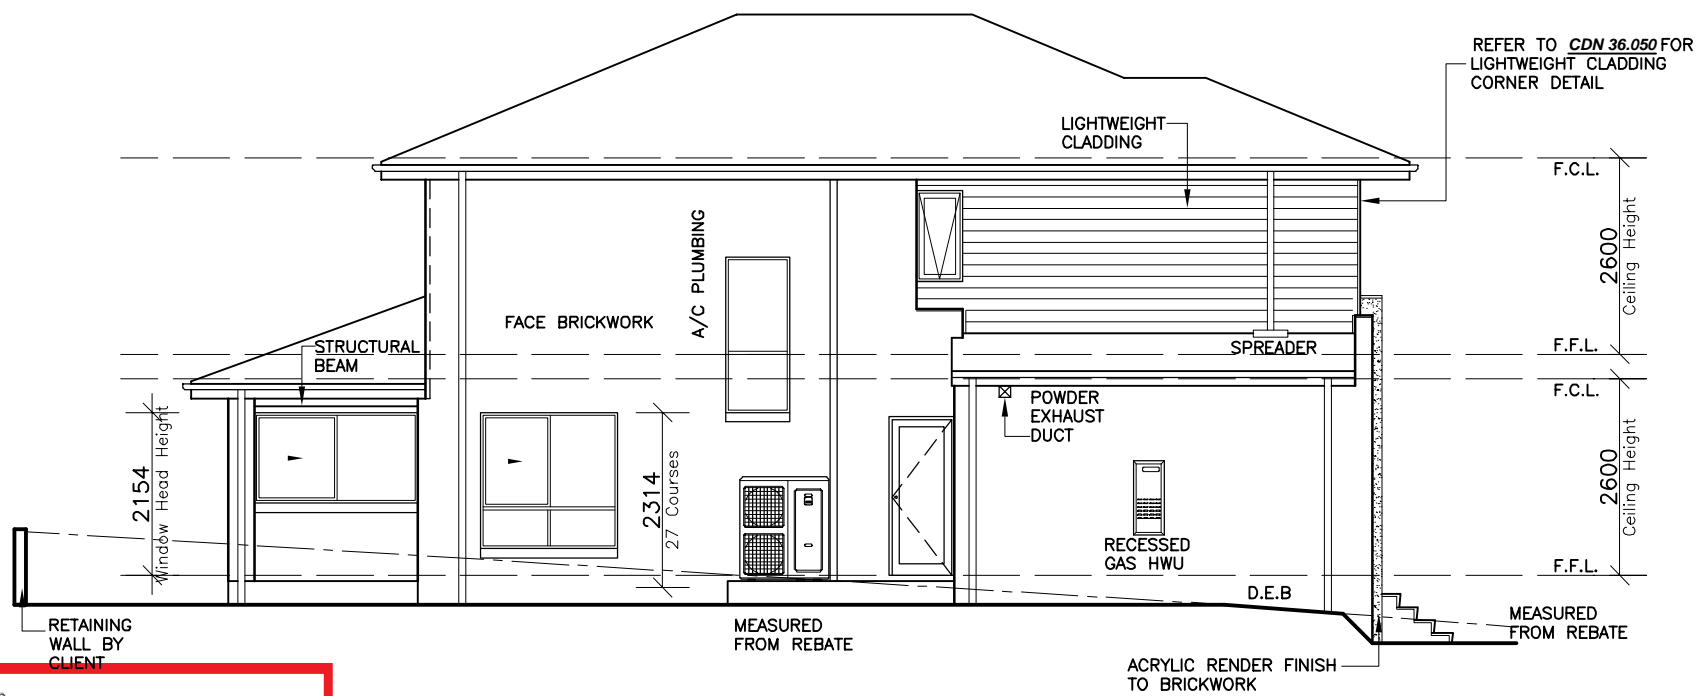 REFER TO CDN 36.050 FOR
LIGHTWEIGHT CLADDING
CORNER DETAIL
LIGHTWEIGHT
CLADDING
F.C.L.
2600
Ceiling Height
A/C PLUMBING
FACE BRICKWORK
STRUCTURAL
BEAM
SPREADER
F.F.L.
F.C.L.
POWDER
EXHAUST
DUCT
2154
Window Head Height
2314
27 Courses
2600
Ceiling Height
RECESSED
GAS HWU
F.F.L.
D.E.B
RETAINING
WALL BY
CLIENT
MEASURED
FROM REBATE
MEASURED
FROM REBATE
ACRYLIC RENDER FINISH
TO BRICKWORK